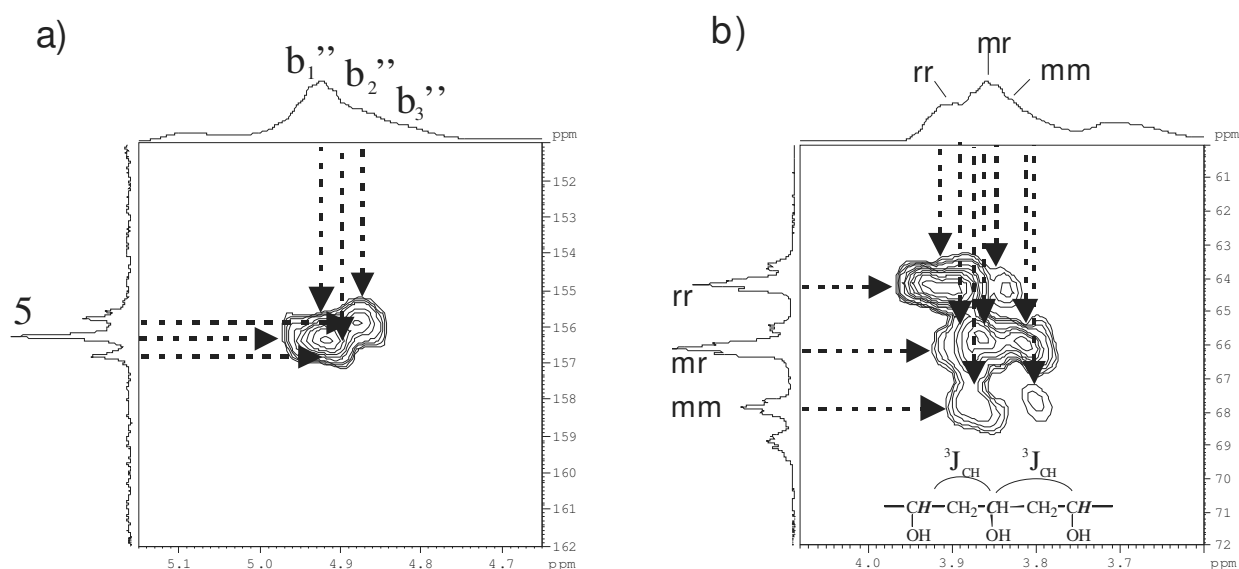 a)
b₁’’
b₂’’
b₃’’
ppm
152
153
154
155
156
157
158
159
160
161
162
5
5.1 5.0 4.9 4.8 4.7 ppm
b)
rr mr mm
ppm
61
62
63
64
65
66
67
68
69
70
71
72
rr
mr
mm
³J_CH ³J_CH
CH—CH₂—CH—CH₂—CH
OH OH OH
4.0 3.9 3.8 3.7 ppm